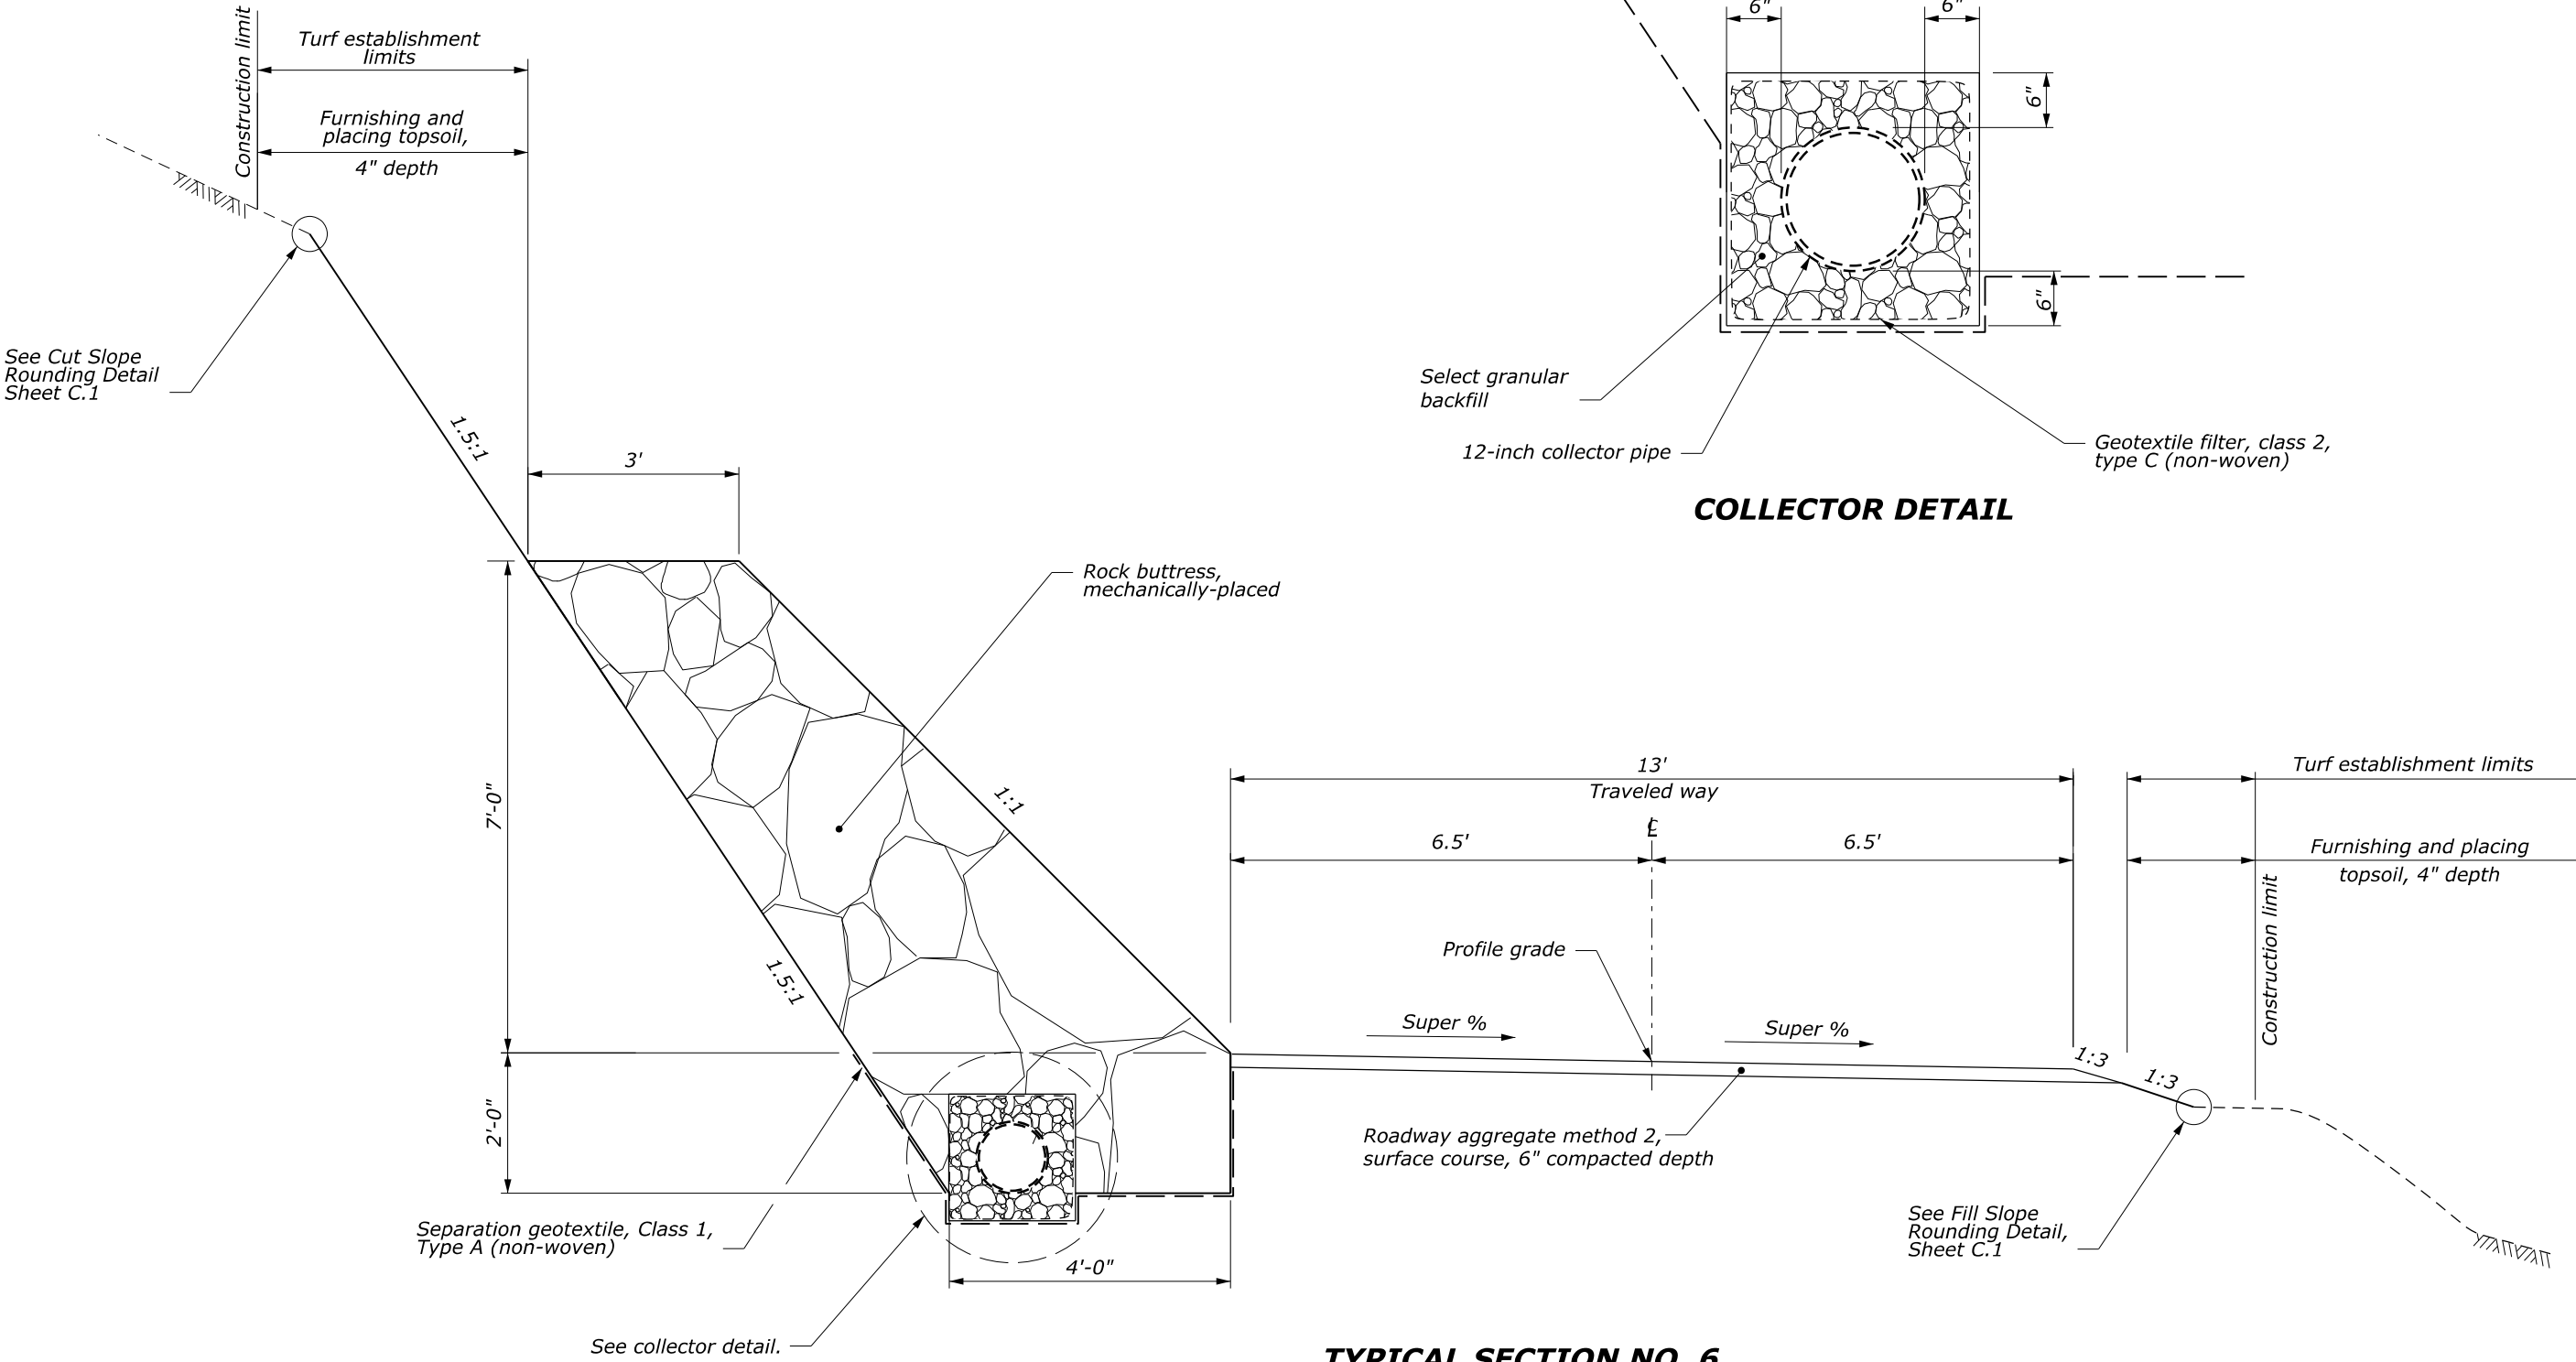 Construction limit
Turf establishment
limits
Furnishing and
placing topsoil,
4" depth
See Cut Slope
Rounding Detail
Sheet C.1
1.5:1
3'
6"
6"
6"
6"
Select granular
backfill
12-inch collector pipe
Geotextile filter, class 2,
type C (non-woven)
COLLECTOR DETAIL
Rock buttress,
mechanically-placed
7'-0"
1:1
1.5:1
2'-0"
13'
Traveled way
℄
6.5'
6.5'
Turf establishment limits
Furnishing and placing
topsoil, 4" depth
Construction limit
Profile grade
Super %
Super %
1:3
1:3
Roadway aggregate method 2,
surface course, 6" compacted depth
See Fill Slope
Rounding Detail,
Sheet C.1
Separation geotextile, Class 1,
Type A (non-woven)
4'-0"
See collector detail.
TYPICAL SECTION NO. 6